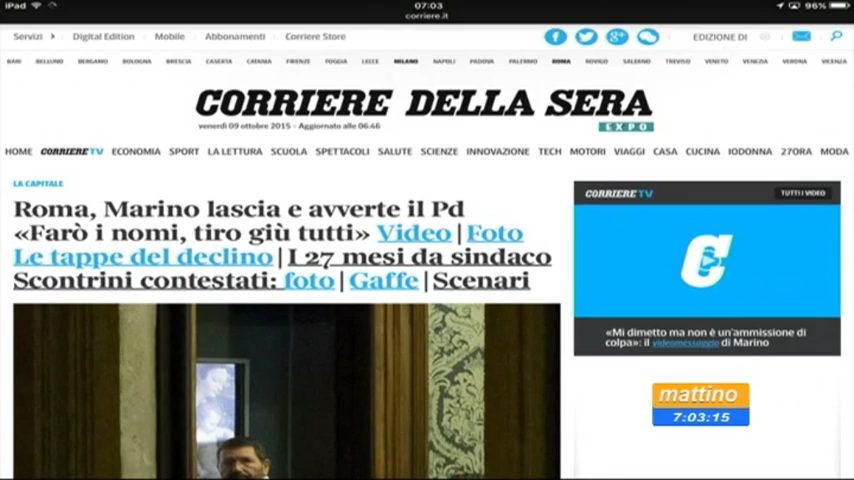 iPad
07:03
96%
corriere.it
Servizi
Digital Edition
Mobile
Abbonamenti
Corriere Store
EDIZIONE DI
BARI BELLUNO BERGAMO BOLOGNA BRESCIA CASERTA CATANIA FIRENZE FOGGIA LECCE MILANO NAPOLI PADOVA PALERMO ROMA ROVIGO SALERNO TREVISO VENETO VENEZIA VERONA VICENZA
CORRIERE DELLA SERA
venerdì 09 ottobre 2015 - Aggiornato alle 06:46
EXPO
HOME CORRIERETV ECONOMIA SPORT LA LETTURA SCUOLA SPETTACOLI SALUTE SCIENZE INNOVAZIONE TECH MOTORI VIAGGI CASA CUCINA IODONNA 27ORA MODA
LA CAPITALE
Roma, Marino lascia e avverte il Pd
«Farò i nomi, tiro giù tutti» Video|Foto
Le tappe del declino|I 27 mesi da sindaco
Scontrini contestati: foto|Gaffe|Scenari
CORRIERETV
TUTTI I VIDEO
C
«Mi dimetto ma non è un'ammissione di
colpa»: il videomessaggio di Marino
mattino
7:03:15